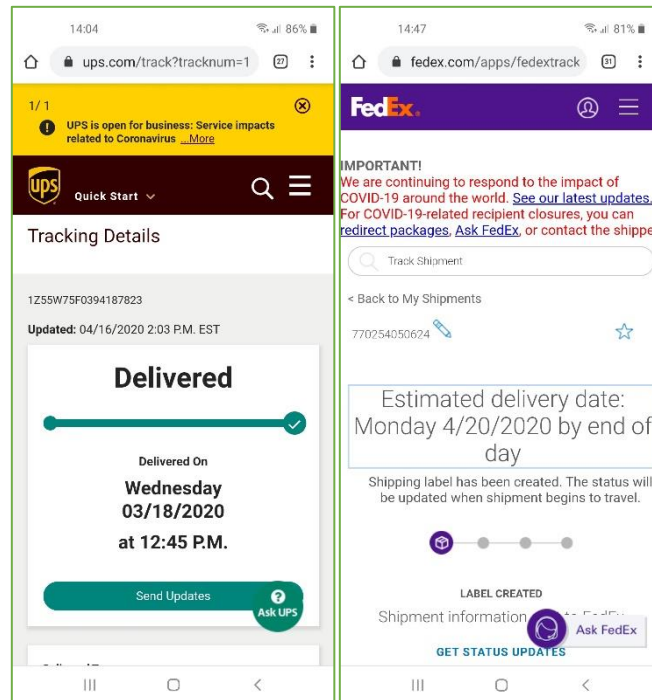 14:04
86%
ups.com/track?tracknum=1
27
1/ 1
UPS is open for business: Service impacts
related to Coronavirus ...More
ups
Quick Start
Tracking Details
1Z55W75F0394187823
Updated: 04/16/2020 2:03 P.M. EST
Delivered
Delivered On
Wednesday
03/18/2020
at 12:45 P.M.
Send Updates
?
Ask UPS
14:47
81%
fedex.com/apps/fedextrack
31
FedEx.
IMPORTANT!
We are continuing to respond to the impact of
COVID-19 around the world. See our latest updates.
For COVID-19-related recipient closures, you can
redirect packages, Ask FedEx, or contact the shippe
Track Shipment
< Back to My Shipments
770254050624
Estimated delivery date:
Monday 4/20/2020 by end of
day
Shipping label has been created. The status will
be updated when shipment begins to travel.
LABEL CREATED
Shipment information
Ask FedEx
GET STATUS UPDATES